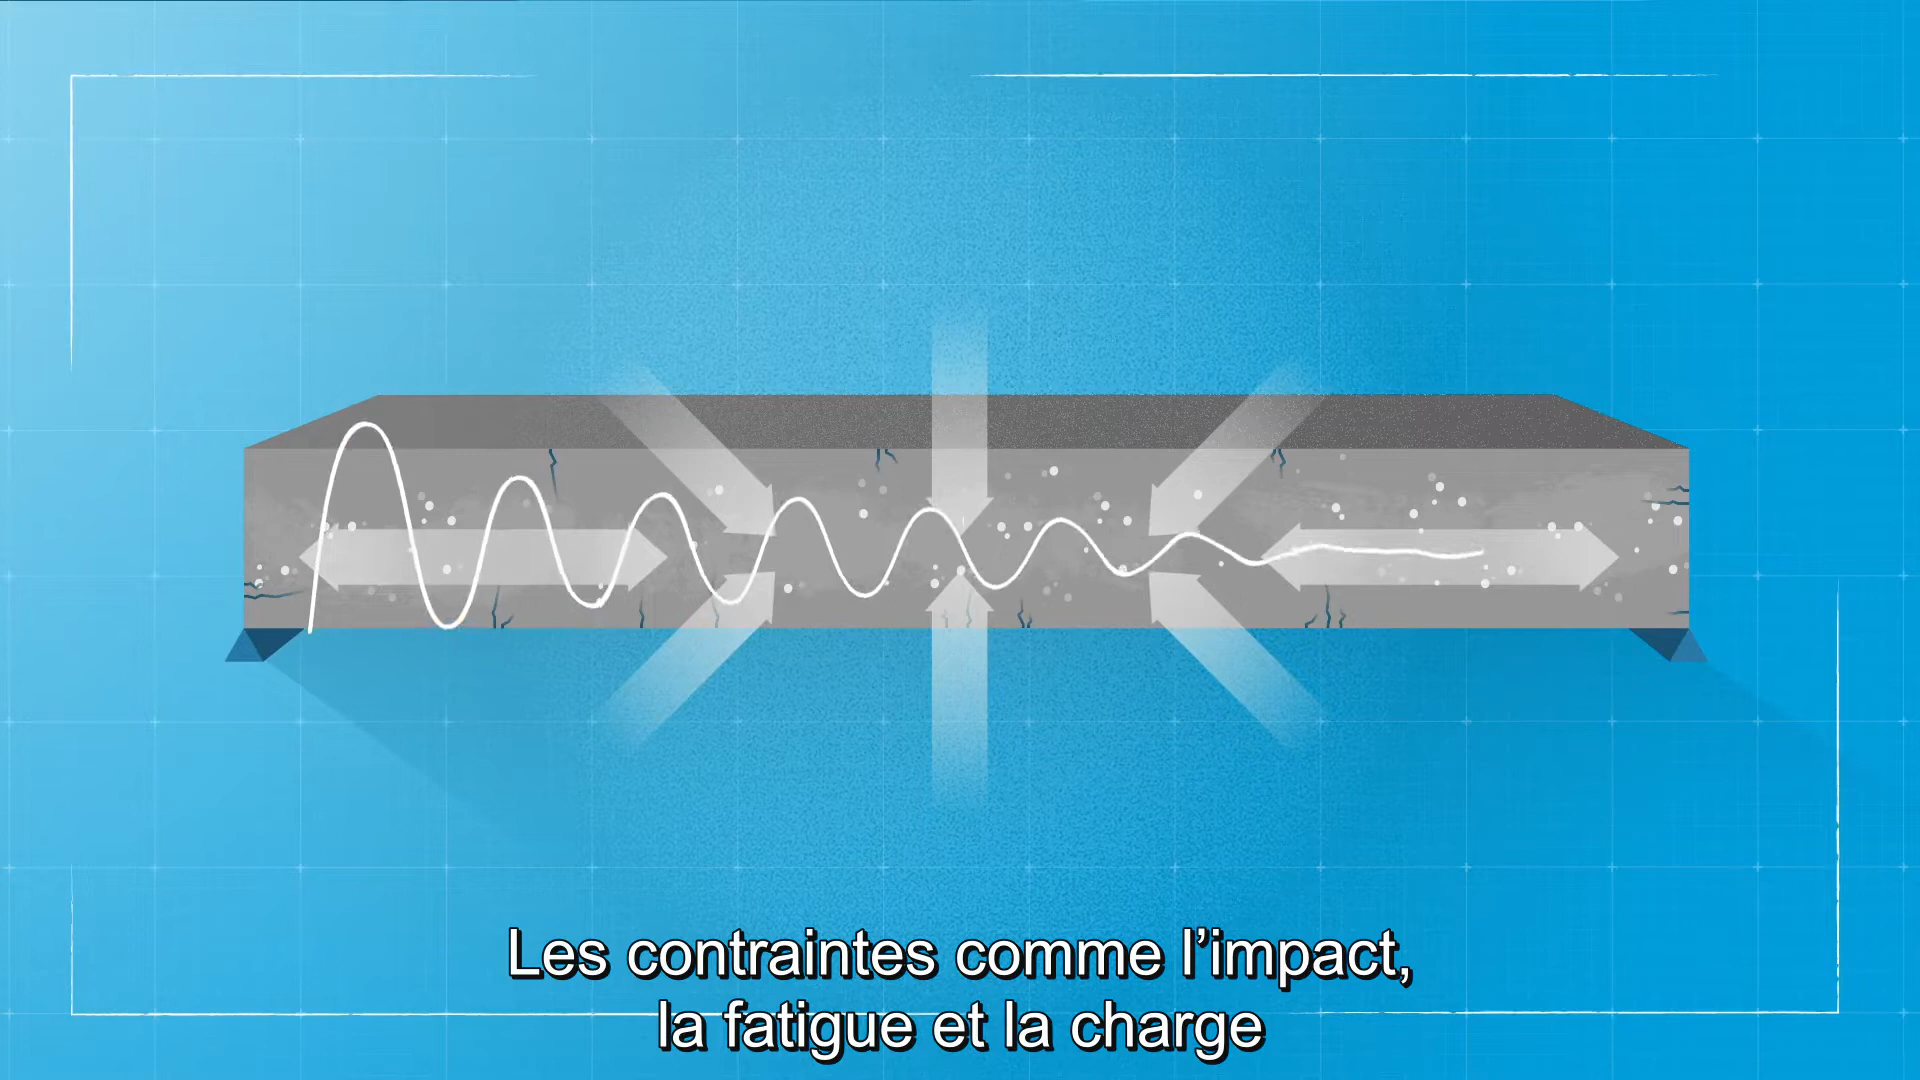 Les contraintes comme l’impact,
la fatigue et la charge